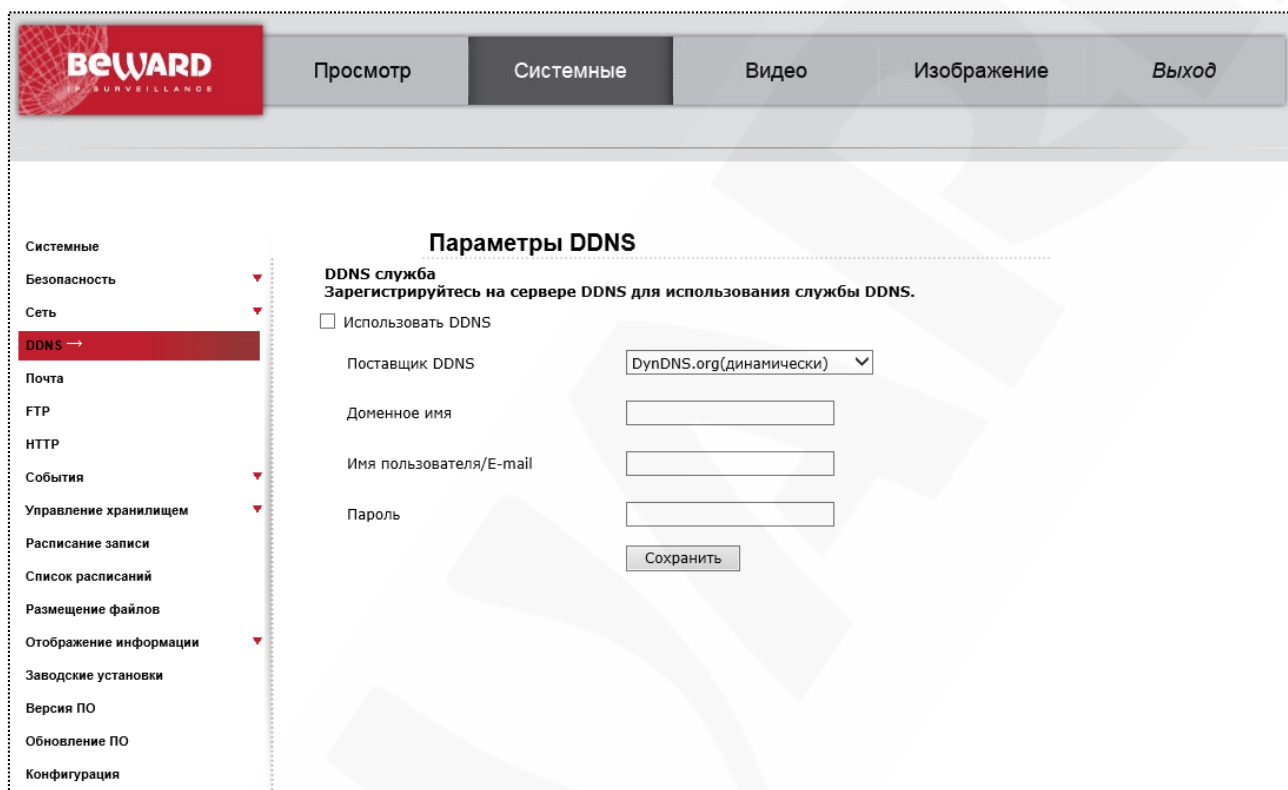 BEWARD
IP SURVEILLANCE
Просмотр
Системные
Видео
Изображение
Выход
Системные
Безопасность
Сеть
DDNS →
Почта
FTP
HTTP
События
Управление хранилищем
Расписание записи
Список расписаний
Размещение файлов
Отображение информации
Заводские установки
Версия ПО
Обновление ПО
Конфигурация
Параметры DDNS
DDNS служба
Зарегистрируйтесь на сервере DDNS для использования службы DDNS.
Использовать DDNS
Поставщик DDNS
DynDNS.org(динамически)
Доменное имя
Имя пользователя/E-mail
Пароль
Сохранить